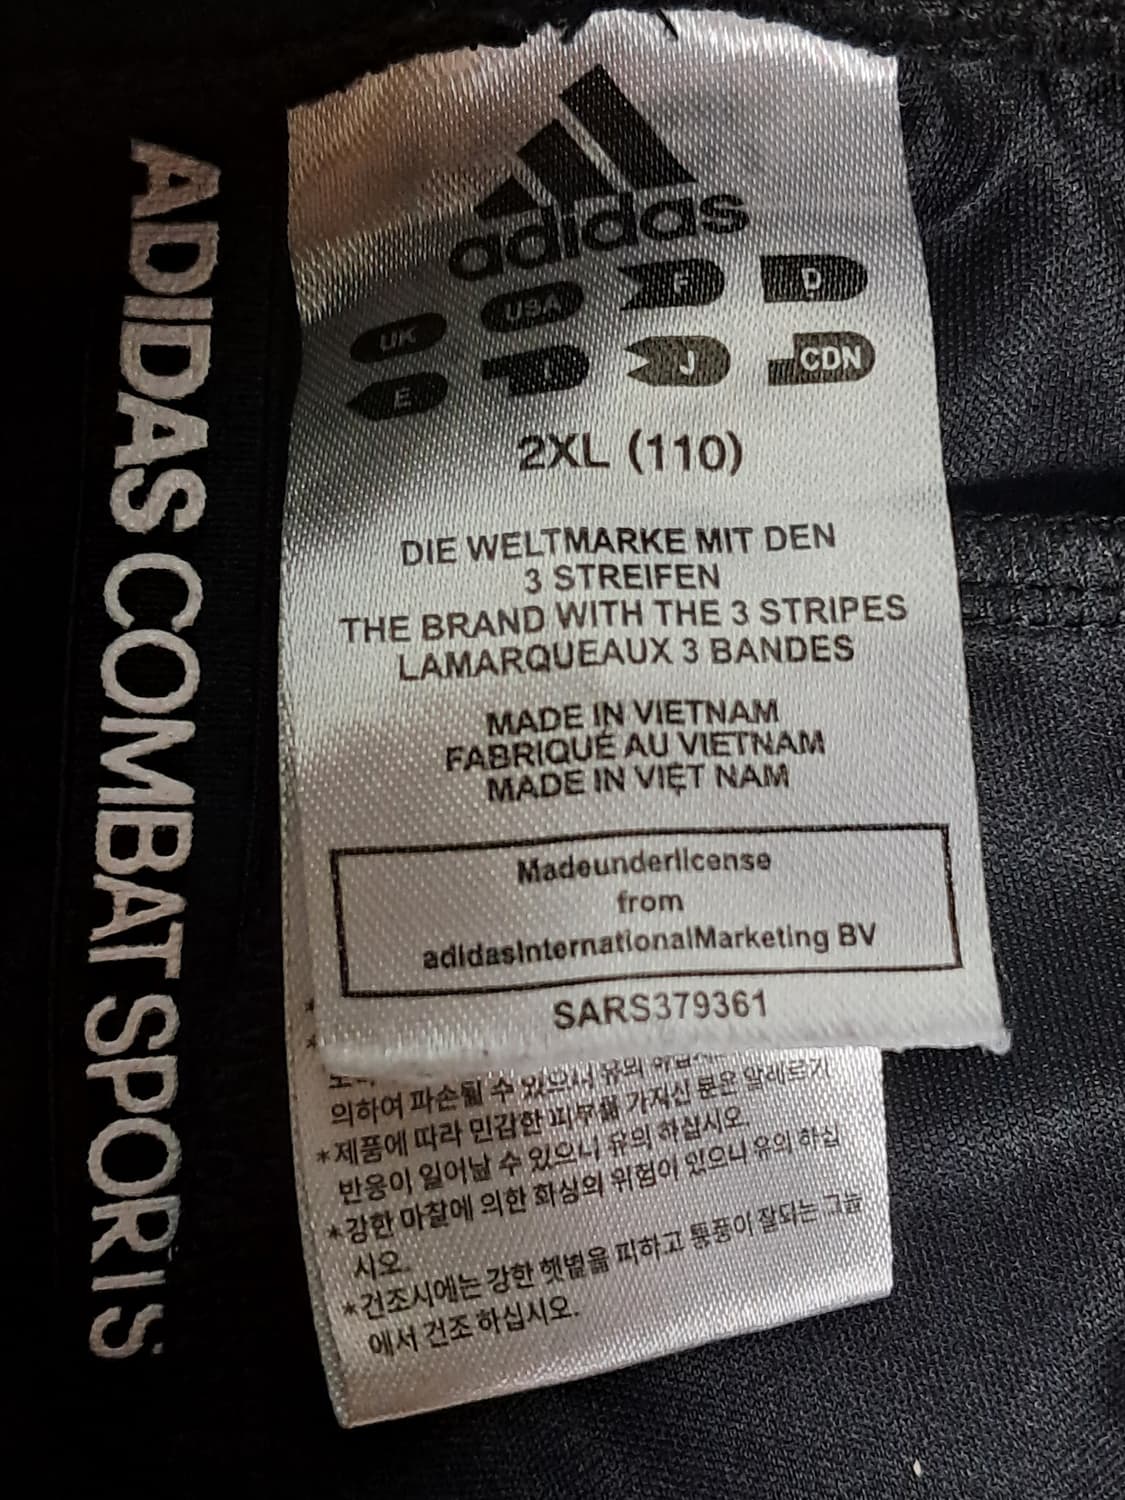 ADIDAS COMBAT SPORTS
adidas
UK USA F D
E I J CDN
2XL (110)
DIE WELTMARKE MIT DEN
3 STREIFEN
THE BRAND WITH THE 3 STRIPES
LAMARQUEAUX 3 BANDES
MADE IN VIETNAM
FABRIQUÉ AU VIETNAM
MADE IN VIỆT NAM
Madeunderlicense
from
adidasInternationalMarketing BV
SARS379361
있으니 유의
의하여 파손될 수 있으니 유의 하십시오
*제품에 따라 민감한 피부를 가지신 분은 알레르기
반응이 일어날 수 있으니 유의 하십시오.
*강한 마찰에 의한 화상의 위험이 있으니 유의 하십
시오.
*건조시에는 강한 햇볕을 피하고 통풍이 잘되는 그늘
에서 건조 하십시오.